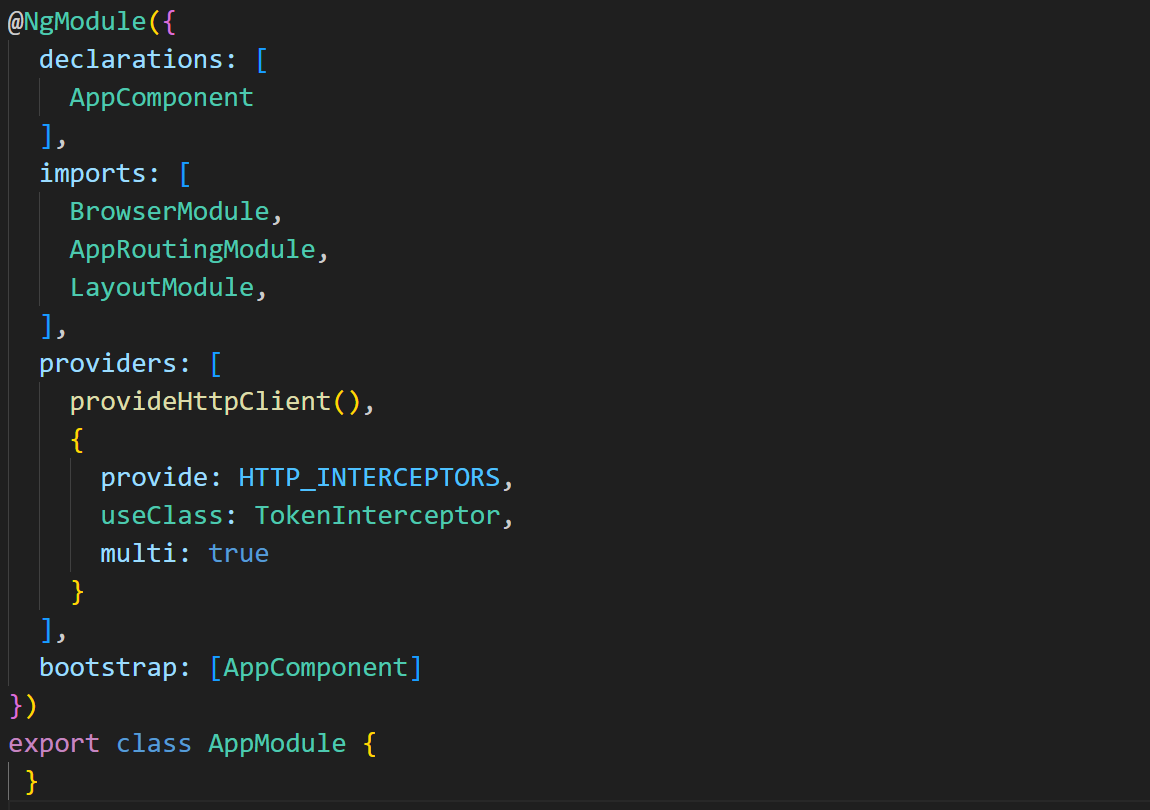 @NgModule({
  declarations: [
    AppComponent
  ],
  imports: [
    BrowserModule,
    AppRoutingModule,
    LayoutModule,
  ],
  providers: [
    provideHttpClient(),
    {
      provide: HTTP_INTERCEPTORS,
      useClass: TokenInterceptor,
      multi: true
    }
  ],
  bootstrap: [AppComponent]
})
export class AppModule {
 }